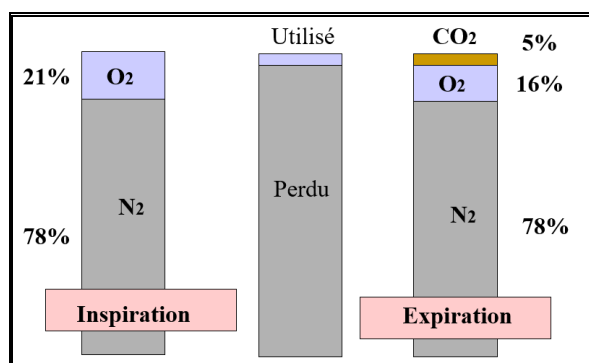 Utilisé
CO2
5%
21%
O2
O2
16%
Perdu
N2
N2
78%
78%
Inspiration
Expiration